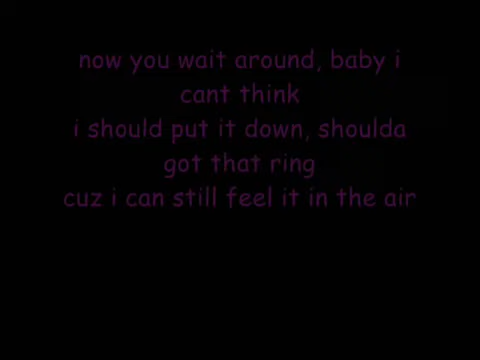 now you wait around, baby i
cant think
i should put it down, shoulda
got that ring
cuz i can still feel it in the air